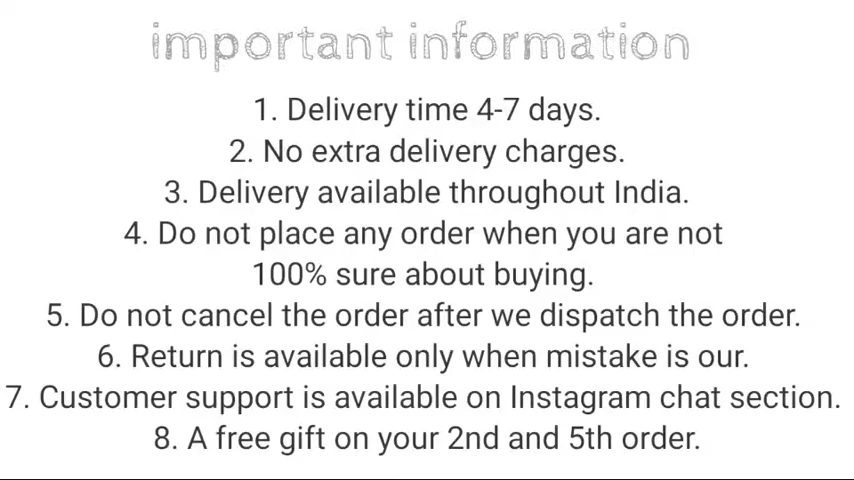 important information
1. Delivery time 4-7 days.
2. No extra delivery charges.
3. Delivery available throughout India.
4. Do not place any order when you are not
100% sure about buying.
5. Do not cancel the order after we dispatch the order.
6. Return is available only when mistake is our.
7. Customer support is available on Instagram chat section.
8. A free gift on your 2nd and 5th order.